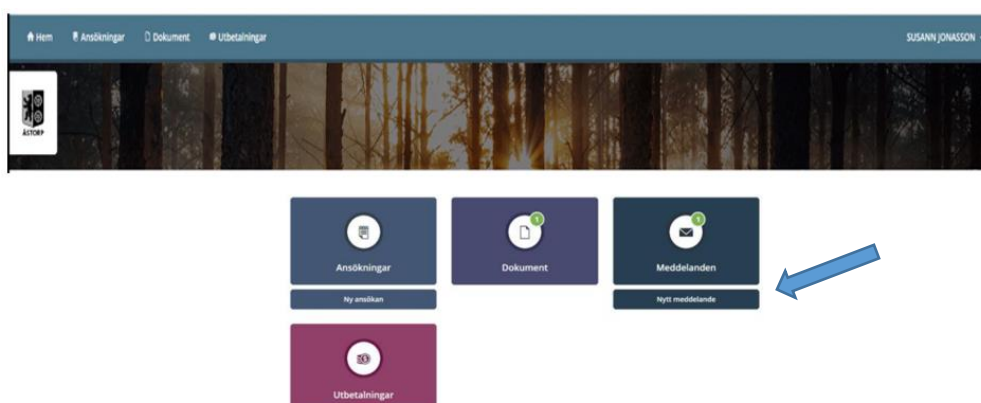 Hem Ansökningar Dokument Utbetalningar SUSANN JONASSON
ÅSTORP
1 1
Ansökningar Dokument Meddelanden
Ny ansökan Nytt meddelande
Utbetalningar